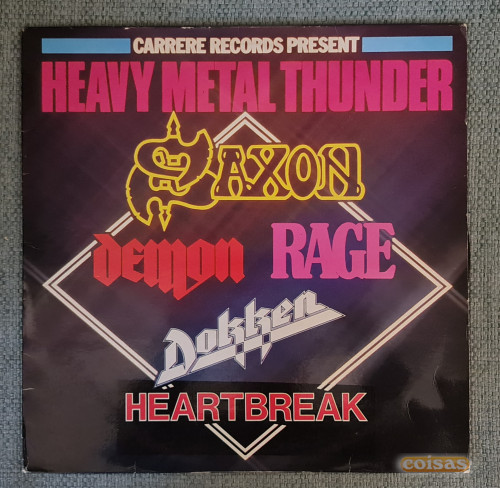 CARRERE RECORDS PRESENT
HEAVY METAL THUNDER
SAXON
DEMON RAGE
Dokken
HEARTBREAK
coisas